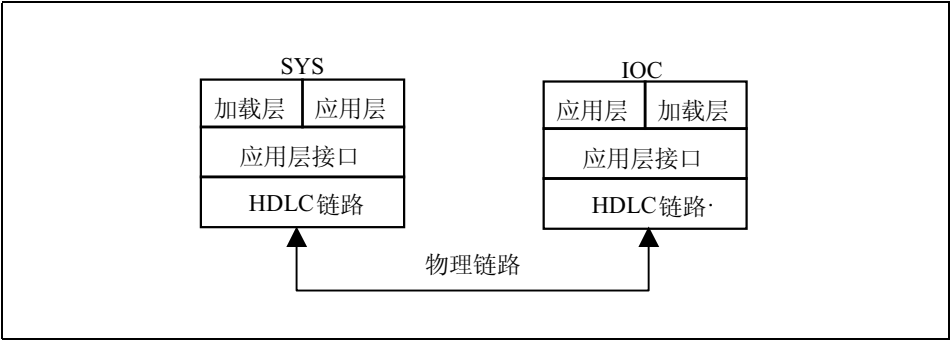 SYS
IOC
加载层 应用层
应用层 加载层
应用层接口
应用层接口
HDLC链路
HDLC链路·
物理链路